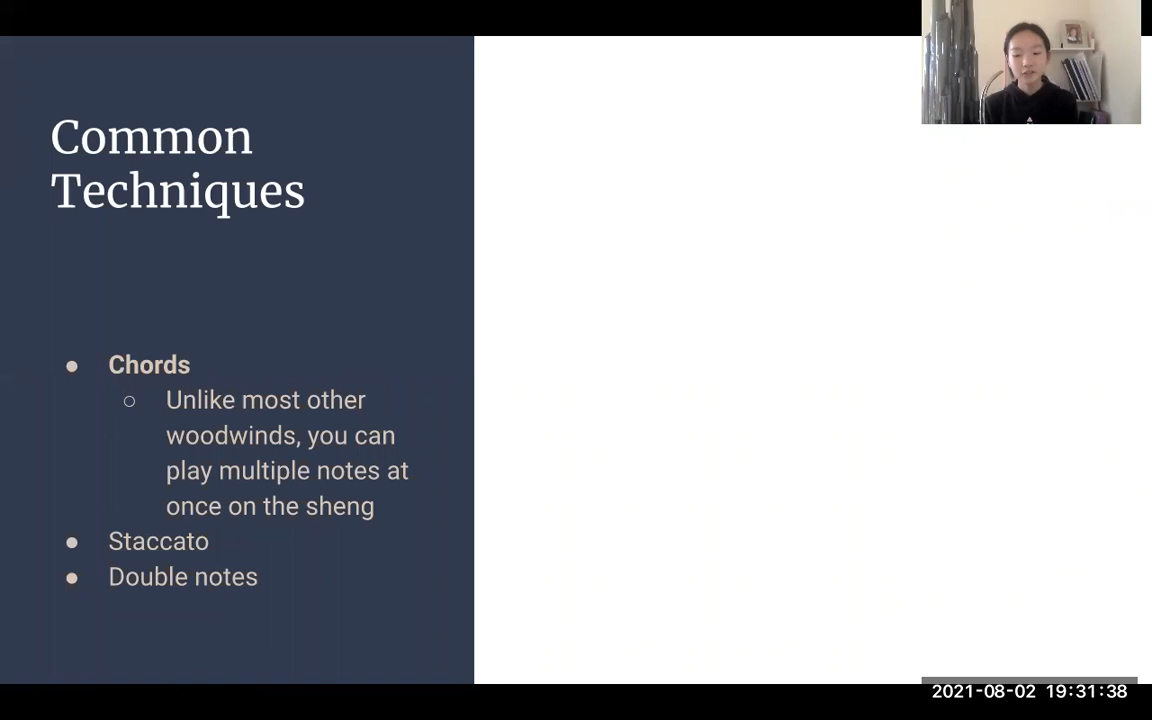 Common
Techniques
● Chords
○ Unlike most other
woodwinds, you can
play multiple notes at
once on the sheng
● Staccato
● Double notes
2021-08-02 19:31:38